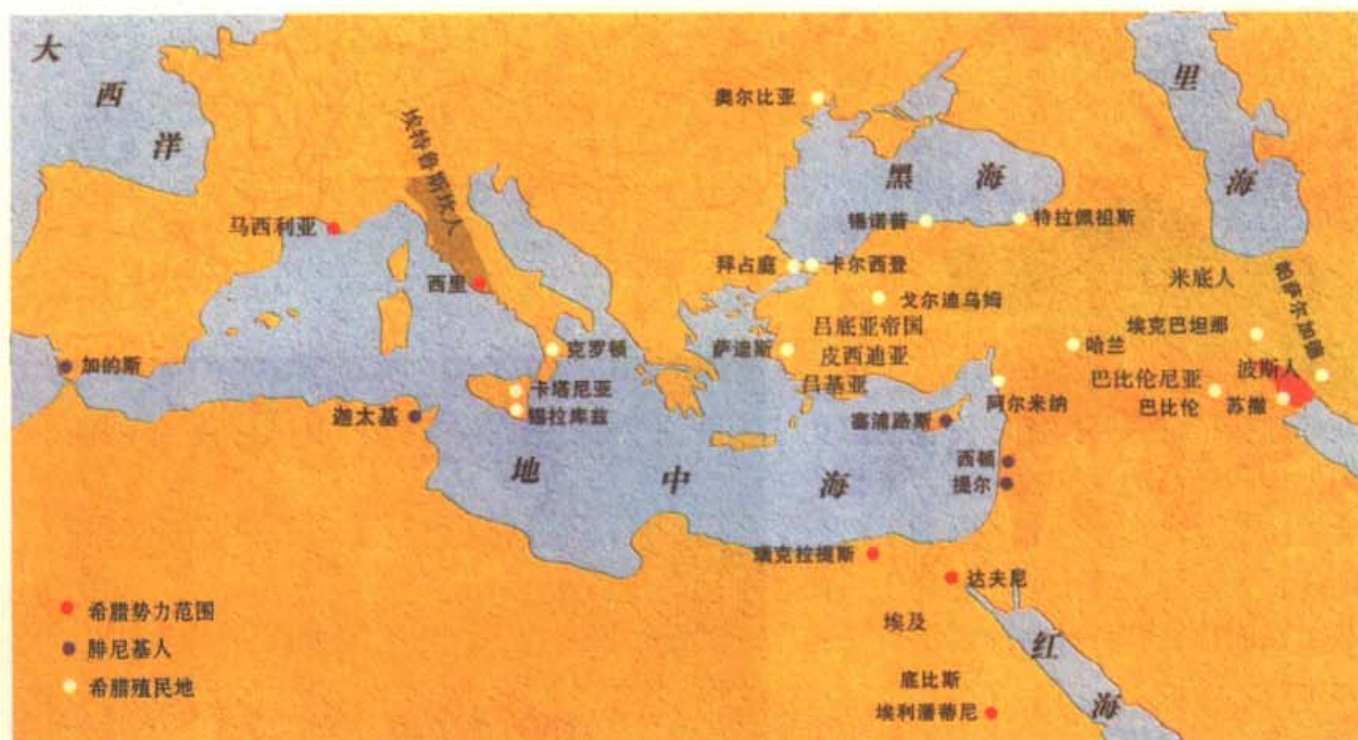 大西洋
里海
奥尔比亚
埃特鲁斯坎人
黑海
马西利亚
锡诺普
特拉佩祖斯
拜占庭
卡尔西登
米底人
西里
戈尔迪乌姆
吕底亚帝国
埃克巴坦那
加的斯
克罗顿
萨迪斯
皮西迪亚
哈兰
波斯人
卡塔尼亚
吕基亚
巴比伦尼亚
迦太基
锡拉库兹
塞浦路斯
阿尔米纳
巴比伦
苏撒
地中海
西顿
提尔
瑙克拉提斯
达夫尼
希腊势力范围
埃及
红海
腓尼基人
希腊殖民地
底比斯
埃利潘蒂尼